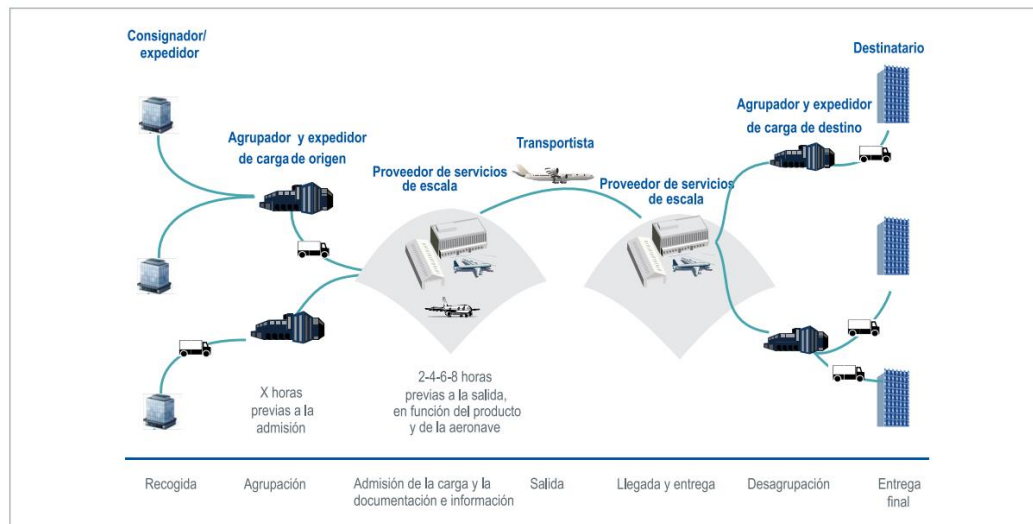 Consignador/
expedidor
Destinatario
Agrupador y expedidor
de carga de destino
Agrupador y expedidor
de carga de origen
Transportista
Proveedor de servicios
de escala
Proveedor de servicios
de escala
X horas
previas a la
admisión
2-4-6-8 horas
previas a la salida,
en función del producto
y de la aeronave
Recogida
Agrupación
Admisión de la carga y la
documentación e información
Salida
Llegada y entrega
Desagrupación
Entrega
final